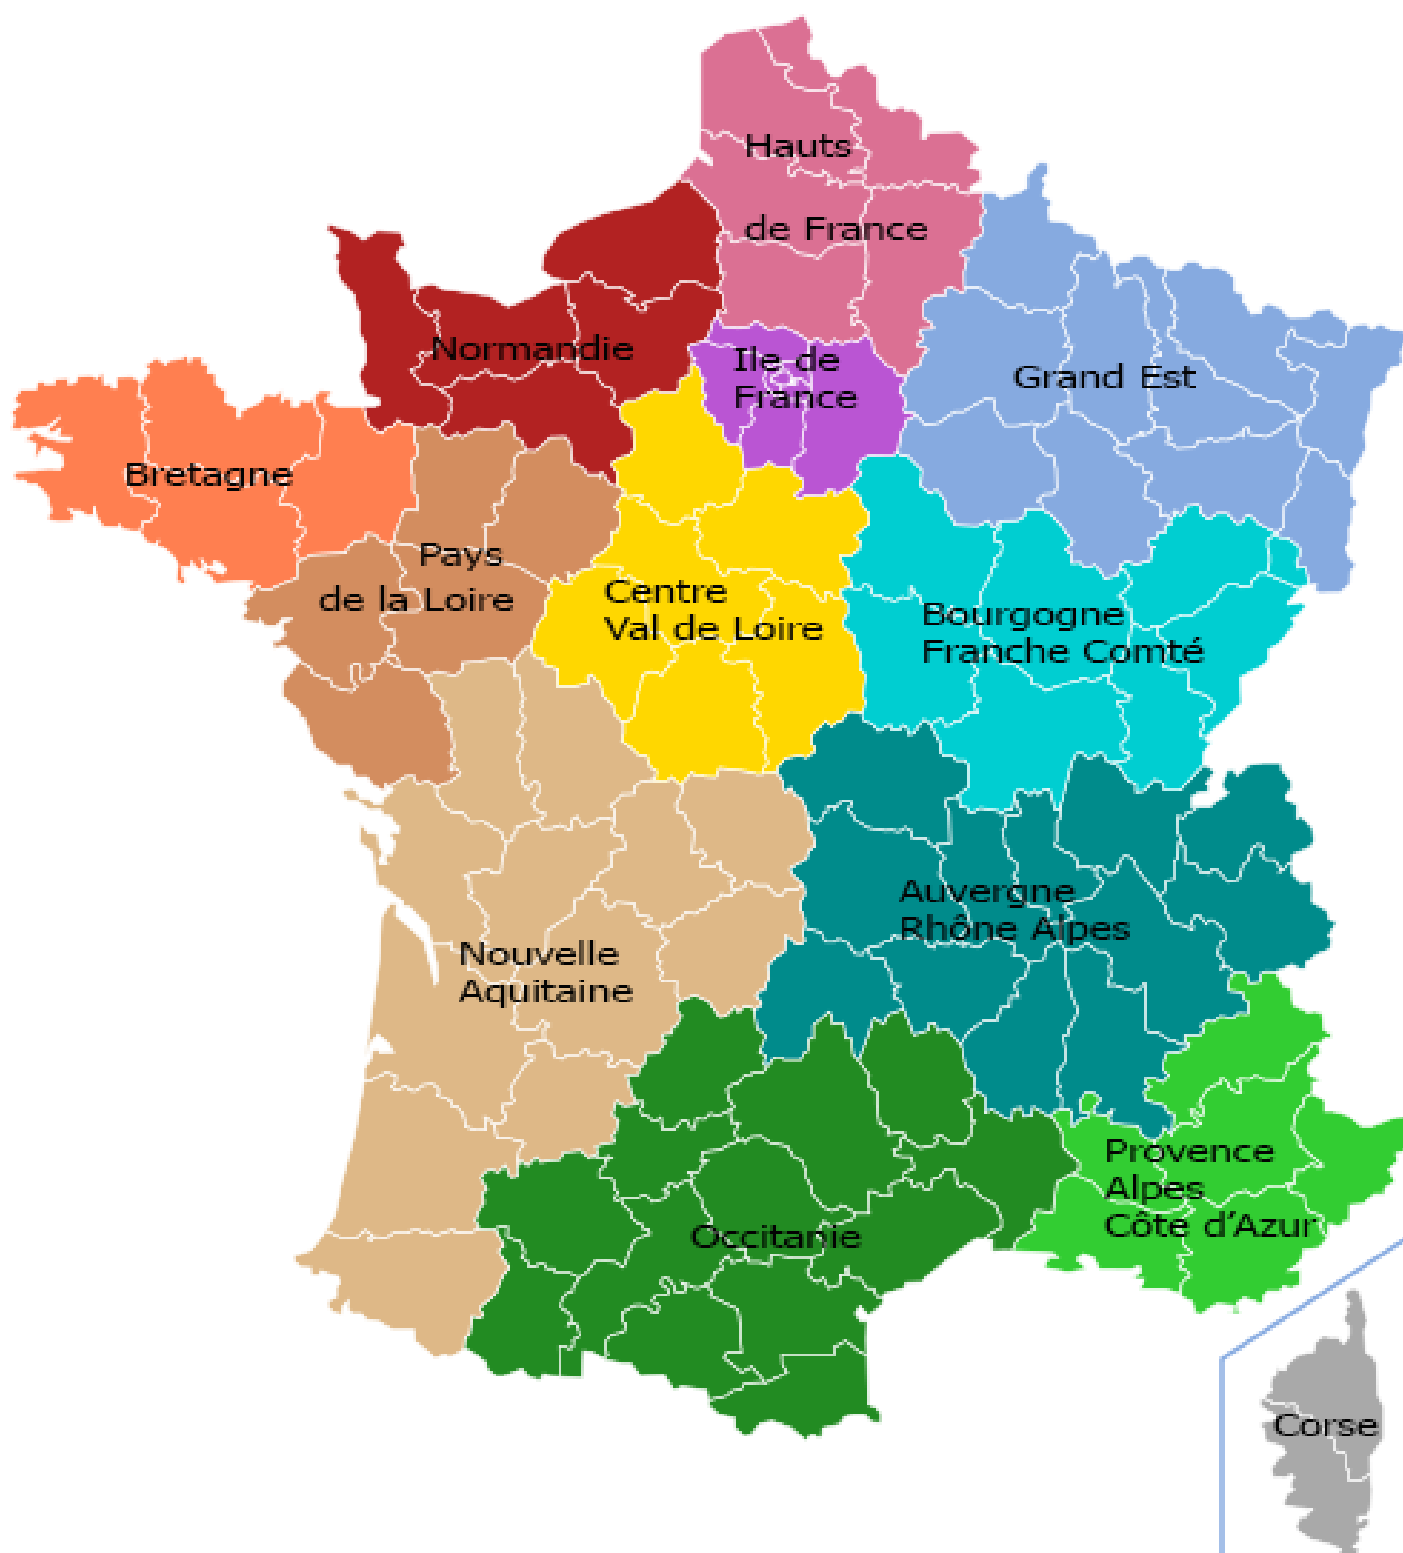 Hauts
de France
Normandie
Ile de
France
Grand Est
Bretagne
Pays
de la Loire
Centre
Val de Loire
Bourgogne
Franche Comté
Auvergne
Rhône Alpes
Nouvelle
Aquitaine
Provence
Alpes
Côte d'Azur
Occitanie
Corse